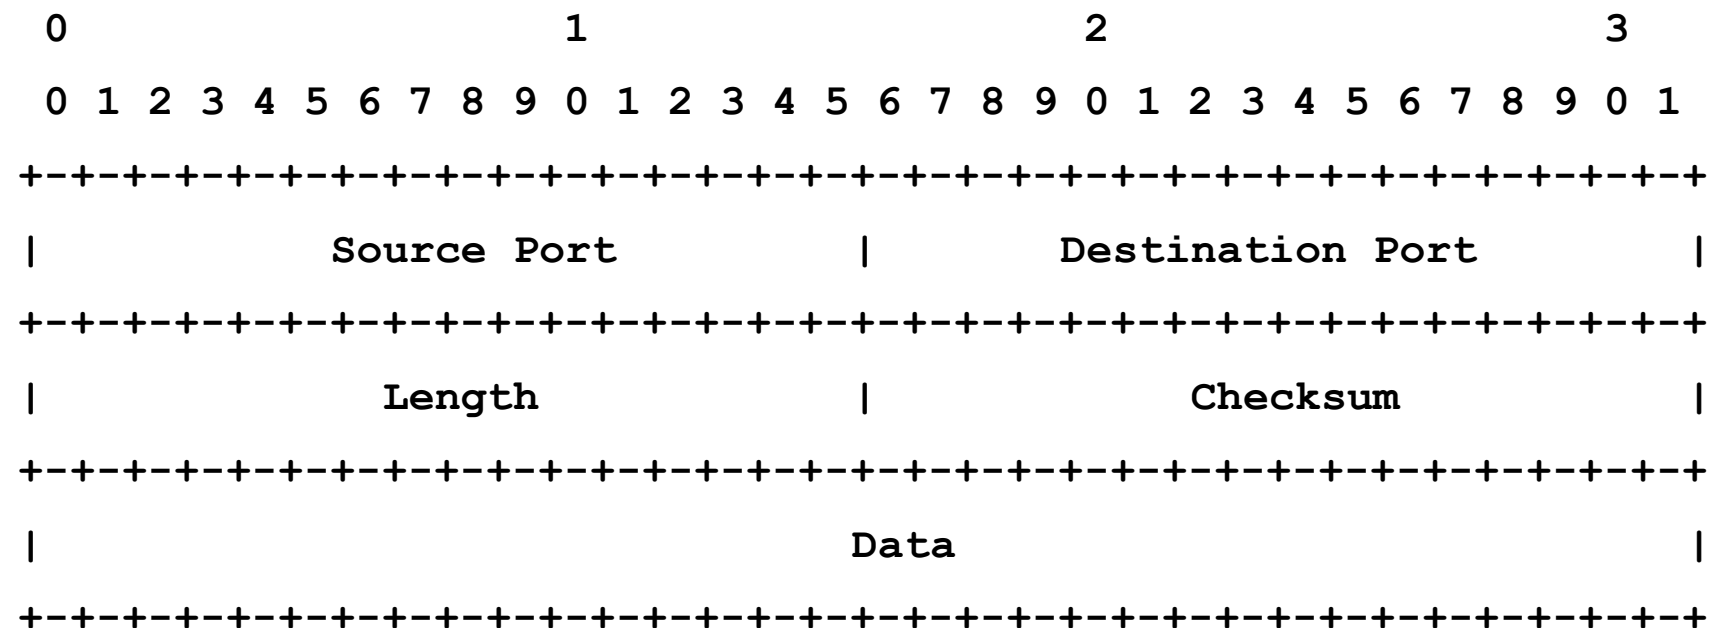 0                   1                   2                   3
 0 1 2 3 4 5 6 7 8 9 0 1 2 3 4 5 6 7 8 9 0 1 2 3 4 5 6 7 8 9 0 1
+-+-+-+-+-+-+-+-+-+-+-+-+-+-+-+-+-+-+-+-+-+-+-+-+-+-+-+-+-+-+-+-+
|           Source Port         |       Destination Port        |
+-+-+-+-+-+-+-+-+-+-+-+-+-+-+-+-+-+-+-+-+-+-+-+-+-+-+-+-+-+-+-+-+
|             Length            |            Checksum           |
+-+-+-+-+-+-+-+-+-+-+-+-+-+-+-+-+-+-+-+-+-+-+-+-+-+-+-+-+-+-+-+-+
|                               Data                            |
+-+-+-+-+-+-+-+-+-+-+-+-+-+-+-+-+-+-+-+-+-+-+-+-+-+-+-+-+-+-+-+-+